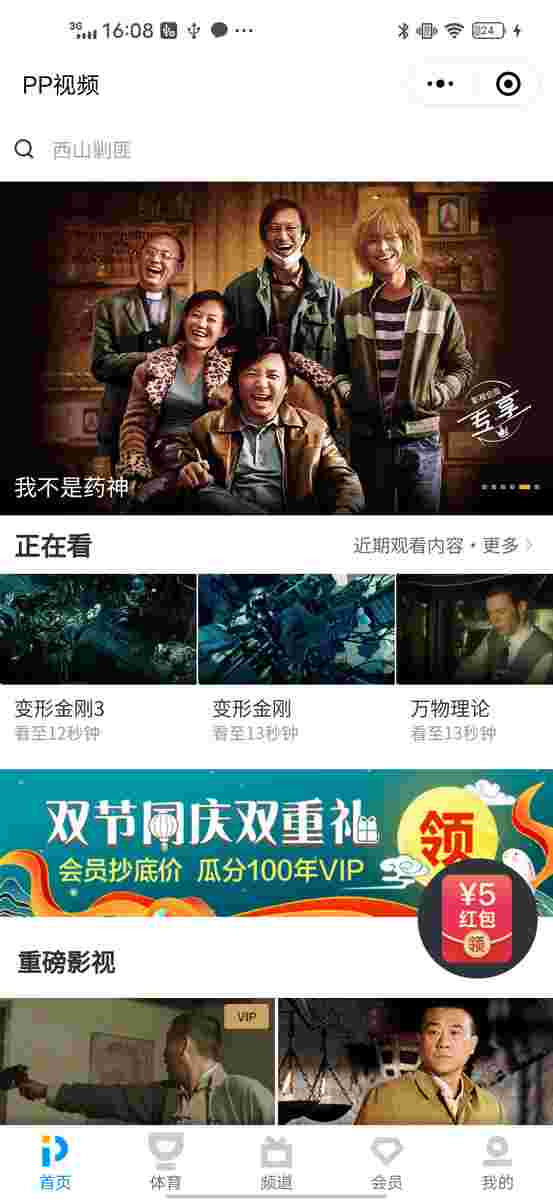 3G 16:08 24
PP视频
西山剿匪
影视会员
专享
我不是药神
正在看
近期观看内容·更多
变形金刚3
变形金刚
万物理论
看至12秒钟
看至13秒钟
看至13秒钟
双节同庆双重礼
会员抄底价 瓜分100年VIP
领
¥5
红包
领
重磅影视
VIP
首页
体育
频道
会员
我的